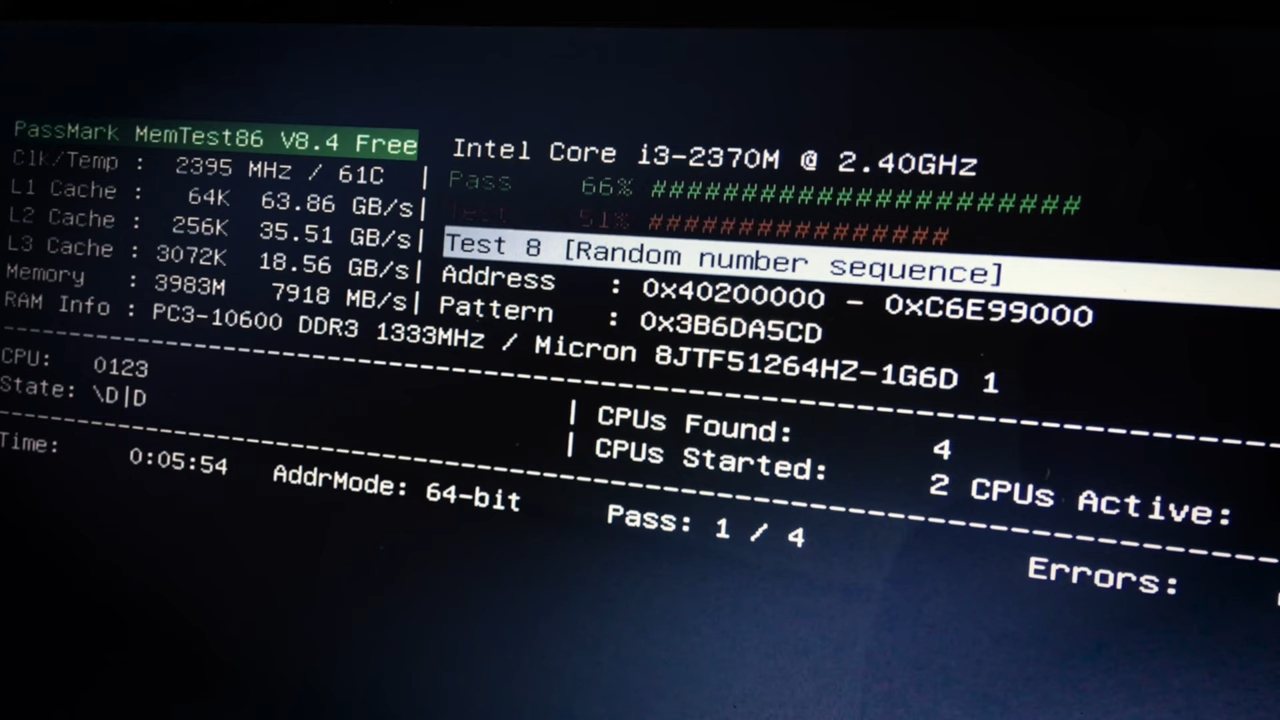 PassMark MemTest86 V8.4 Free
Intel Core i3-2370M @ 2.40GHz
Clk/Temp : 2395 MHz / 61C |
Pass 66% #######################
L1 Cache : 64K 63.86 GB/s|
Test 51% #################
L2 Cache : 256K 35.51 GB/s|
Test 8 [Random number sequence]
L3 Cache : 3072K 18.56 GB/s|
Address : 0x40200000 - 0xC6E99000
Memory : 3983M 7918 MB/s|
Pattern : 0x3B6DA5CD
RAM Info : PC3-10600 DDR3 1333MHz / Micron 8JTF51264HZ-1G6D 1
CPU: 0123
| CPUs Found: 4
State: \D|D
| CPUs Started: 2 CPUs Active:
Time: 0:05:54 AddrMode: 64-bit Pass: 1 / 4 Errors: